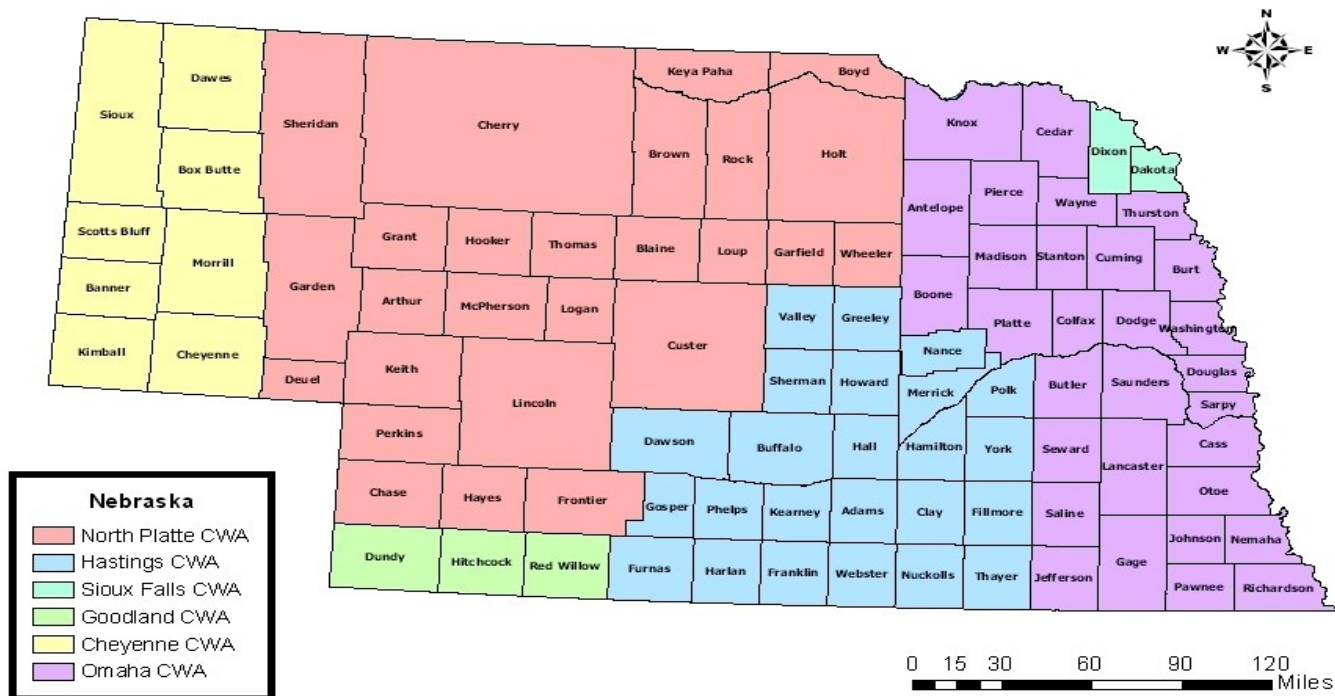 N
W E
S
Dawes
Keya Paha Boyd
Sioux
Sheridan Cherry
Knox
Cedar
Dixon
Brown Rock Holt
Box Butte
Dakota
Pierce
Antelope Wayne
Thurston
Scotts Bluff
Grant Hooker Thomas Blaine Loup Garfield Wheeler
Morrill
Madison Stanton Cuming
Burt
Banner
Garden
Arthur McPherson Logan
Boone
Valley Greeley
Platte Colfax Dodge
Washington
Kimball Cheyenne
Custer
Nance
Deuel
Keith
Sherman Howard
Merrick Polk
Butler Saunders
Douglas
Sarpy
Lincoln
Perkins
Dawson Buffalo Hall Hamilton York
Seward
Lancaster
Cass
Otoe
Chase Hayes Frontier
Gosper Phelps Kearney Adams Clay Fillmore
Saline
Johnson Nemaha
Dundy Hitchcock Red Willow
Furnas Harlan Franklin Webster Nuckolls Thayer Jefferson
Gage
Pawnee Richardson
Nebraska
North Platte CWA
Hastings CWA
Sioux Falls CWA
Goodland CWA
Cheyenne CWA
Omaha CWA
0 15 30 60 90 120
Miles